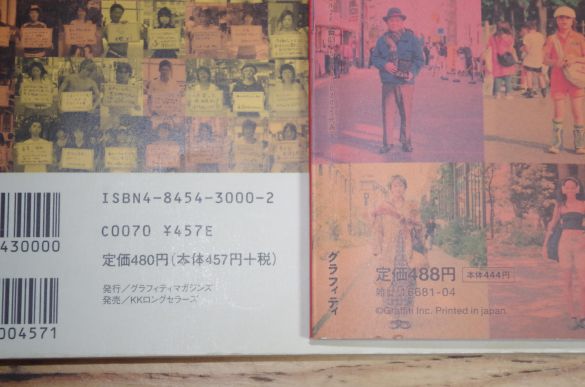 ISBN4-8454-3000-2
C0070 ¥457E
定価480円(本体457円+税)
発行/グラフィティマガジンズ
発売/KKロングセラーズ
430000
004571
グラフィティ
定価488円 本体444円
6681-04
©Graffiti Inc. Printed in japan.